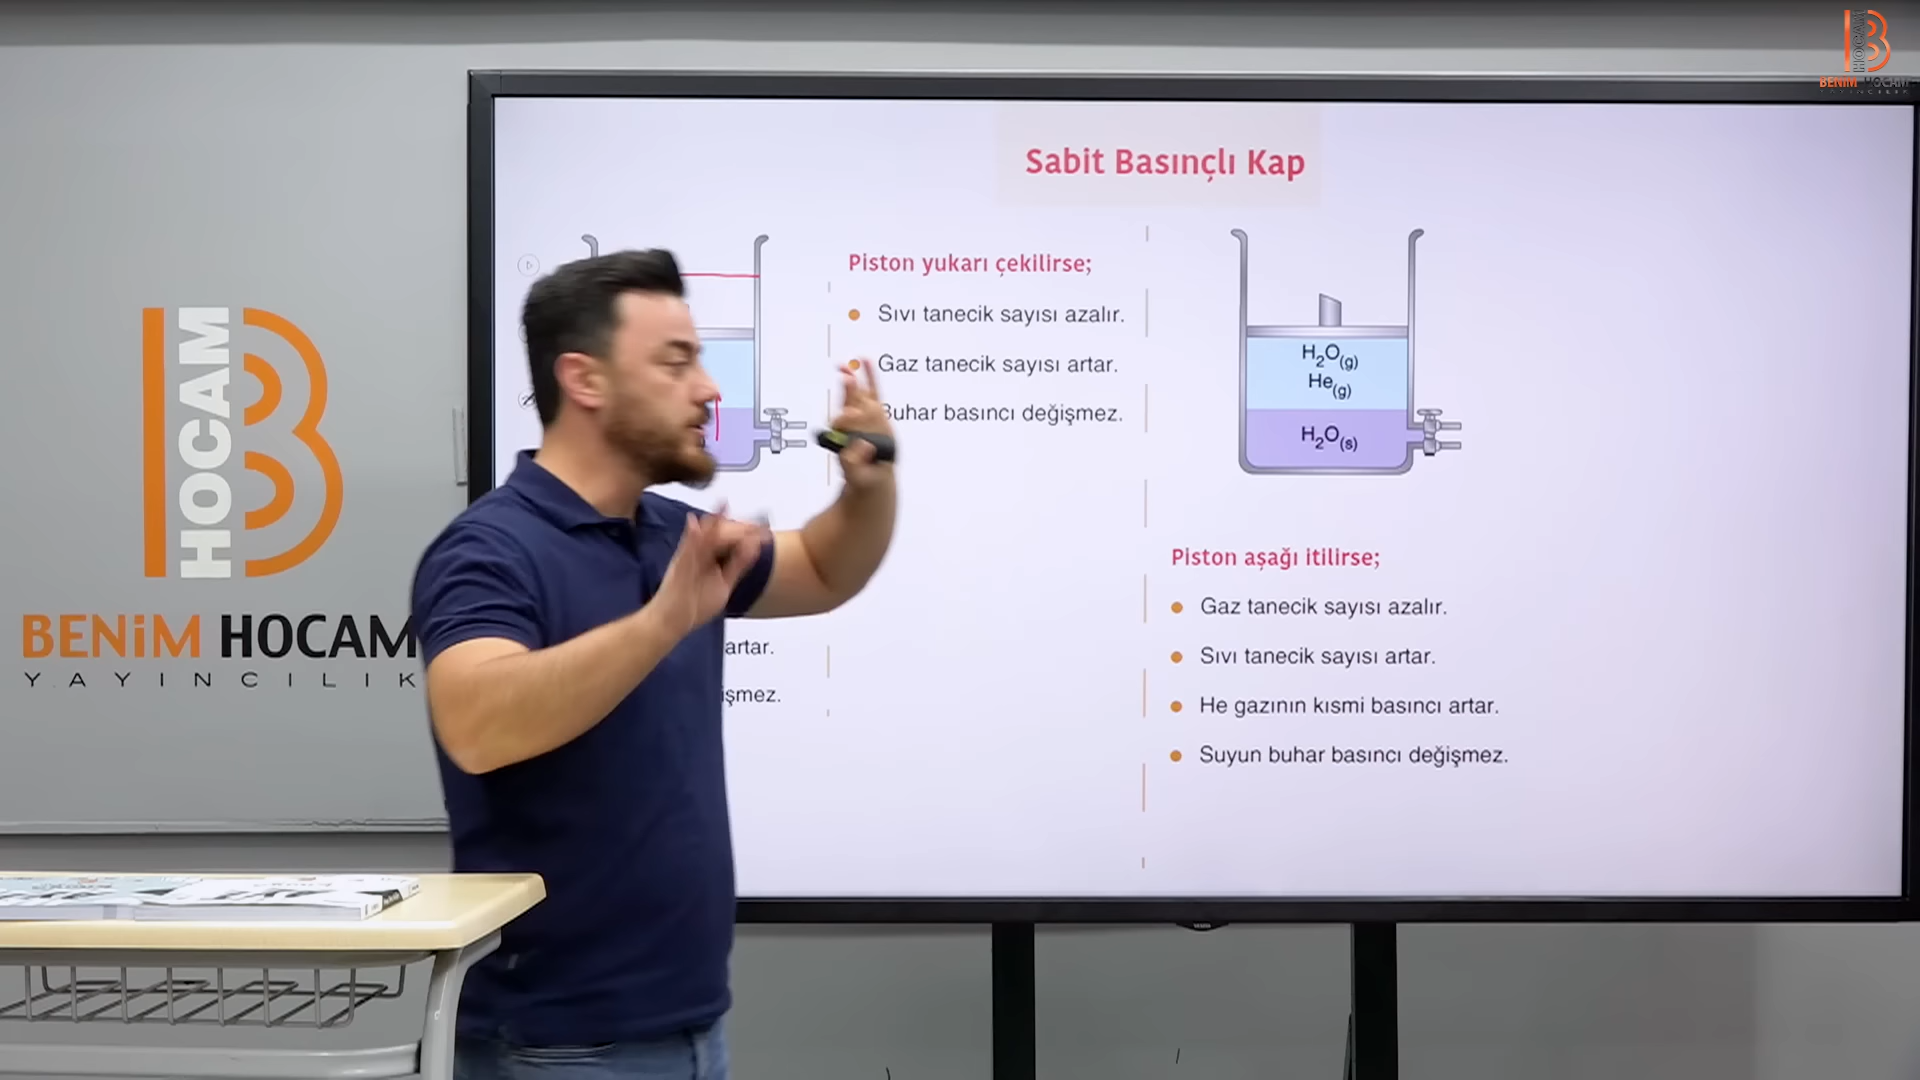 BENİM HOCAM
YAYINCILIK
HOCAM
BENİM HOCAM
YAYINCILIK
Sabit Basınçlı Kap
Piston yukarı çekilirse;
Sıvı tanecik sayısı azalır.
Gaz tanecik sayısı artar.
Buhar basıncı değişmez.
artar.
işmez.
H₂O(g)
He(g)
H₂O(s)
Piston aşağı itilirse;
Gaz tanecik sayısı azalır.
Sıvı tanecik sayısı artar.
He gazının kısmi basıncı artar.
Suyun buhar basıncı değişmez.